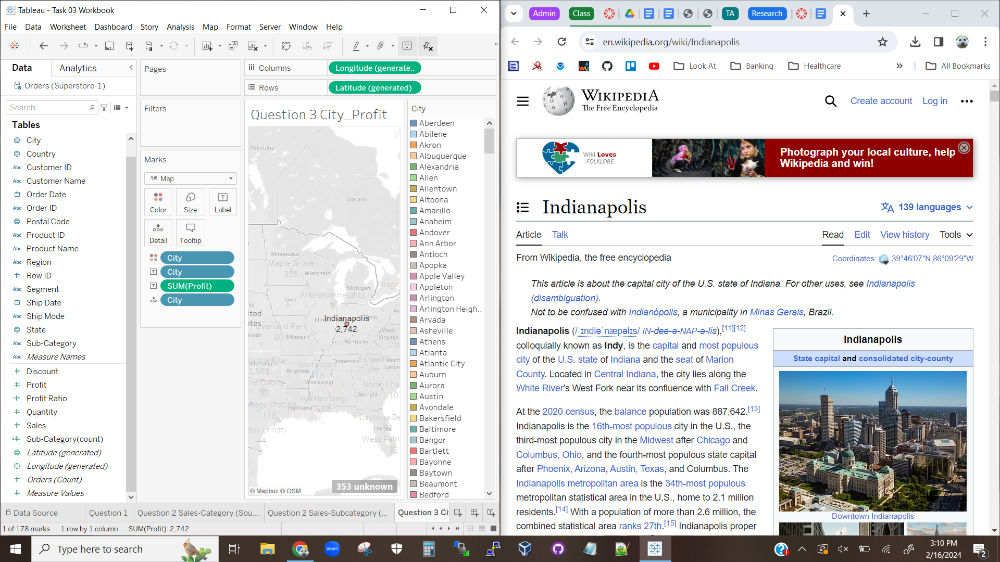 Tableau - Task 03 Workbook
File Data Worksheet Dashboard Story Analysis Map Format Server Window Help
Data
Analytics
Orders (Superstore-1)
Search
Tables
City
Country
Abc Customer ID
Abc Customer Name
Order Date
Abc Order ID
Postal Code
Abc Product ID
Abc Product Name
Region
Row ID
Abc Segment
Ship Date
Abc Ship Mode
State
Abc Sub-Category
Abc Measure Names
Discount
Profit
Profit Ratio
Quantity
Sales
Sub-Category(count)
Latitude (generated)
Longitude (generated)
Orders (Count)
Measure Values
Pages
Filters
Marks
Map
Color Size Label
Detail Tooltip
City
City
SUM(Profit)
City
Columns Longitude (generate..
Rows Latitude (generated)
Question 3 City_Profit
Manitoba
Ontario
Minnesota
Maple Grove
385
Wisconsin
Michigan
Niaga
Iowa
Arlington Heights
1
ited
tates
Illin
Indianapolis
2,742
Ohio
Pe
Overland Park
204
Missouri
West
Virginia
ansas
Kentucky
homa City
1,581
Oklahoma
Tennessee
Asheville
78
North
Carolin
Southaven
413
Arkansas
Mississippi
he Colony
32
North Cha
10
Georgia
Hattiesburg
382
as
llege Station
-118
Louisiana
Daytona Be
Florida
pus Christi
-44
West Palm
32
© Mapbox © OSM
353 unknown
City
Aberdeen
Abilene
Akron
Albuquerque
Alexandria
Allen
Allentown
Altoona
Amarillo
Anaheim
Andover
Ann Arbor
Antioch
Apopka
Apple Valley
Appleton
Arlington
Arlington Heigh..
Arvada
Asheville
Athens
Atlanta
Atlantic City
Auburn
Aurora
Austin
Avondale
Bakersfield
Baltimore
Bangor
Bartlett
Bayonne
Baytown
Beaumont
Bedford
Data Source
Question 1
Question 2 Sales-Category (Sou...
Question 2 Sales-Subcategory (...
Question 3 Ci
1 of 178 marks 1 row by 1 column SUM(Profit): 2,742
Admin
Class
TA
Research
en.wikipedia.org/wiki/Indianapolis
Look At
Banking
Healthcare
All Bookmarks
WIKIPEDIA
The Free Encyclopedia
Create account Log in
Wiki Loves
FOLKLORE
Photograph your local culture, help
Wikipedia and win!
Indianapolis
139 languages
Article Talk
Read Edit View history Tools
From Wikipedia, the free encyclopedia
Coordinates: 39°46′07″N 86°09′29″W
This article is about the capital city of the U.S. state of Indiana. For other uses, see Indianapolis
(disambiguation).
Not to be confused with Indianópolis, a municipality in Minas Gerais, Brazil.
Indianapolis (/ˌɪndiəˈnæpəlɪs/ IN-dee-ə-NAP-ə-lis),[11][12]
colloquially known as Indy, is the capital and most populous
city of the U.S. state of Indiana and the seat of Marion
County. Located in Central Indiana, the city lies along the
White River's West Fork near its confluence with Fall Creek.
At the 2020 census, the balance population was 887,642.[13]
Indianapolis is the 16th-most populous city in the U.S., the
third-most populous city in the Midwest after Chicago and
Columbus, Ohio, and the fourth-most populous state capital
after Phoenix, Arizona, Austin, Texas, and Columbus. The
Indianapolis metropolitan area is the 34th-most populous
metropolitan statistical area in the U.S., home to 2.1 million
residents.[14] With a population of more than 2.6 million, the
combined statistical area ranks 27th.[15] Indianapolis proper
Indianapolis
State capital and consolidated city-county
Downtown Indianapolis
Type here to search
zoom
3:10 PM
2/16/2024
2